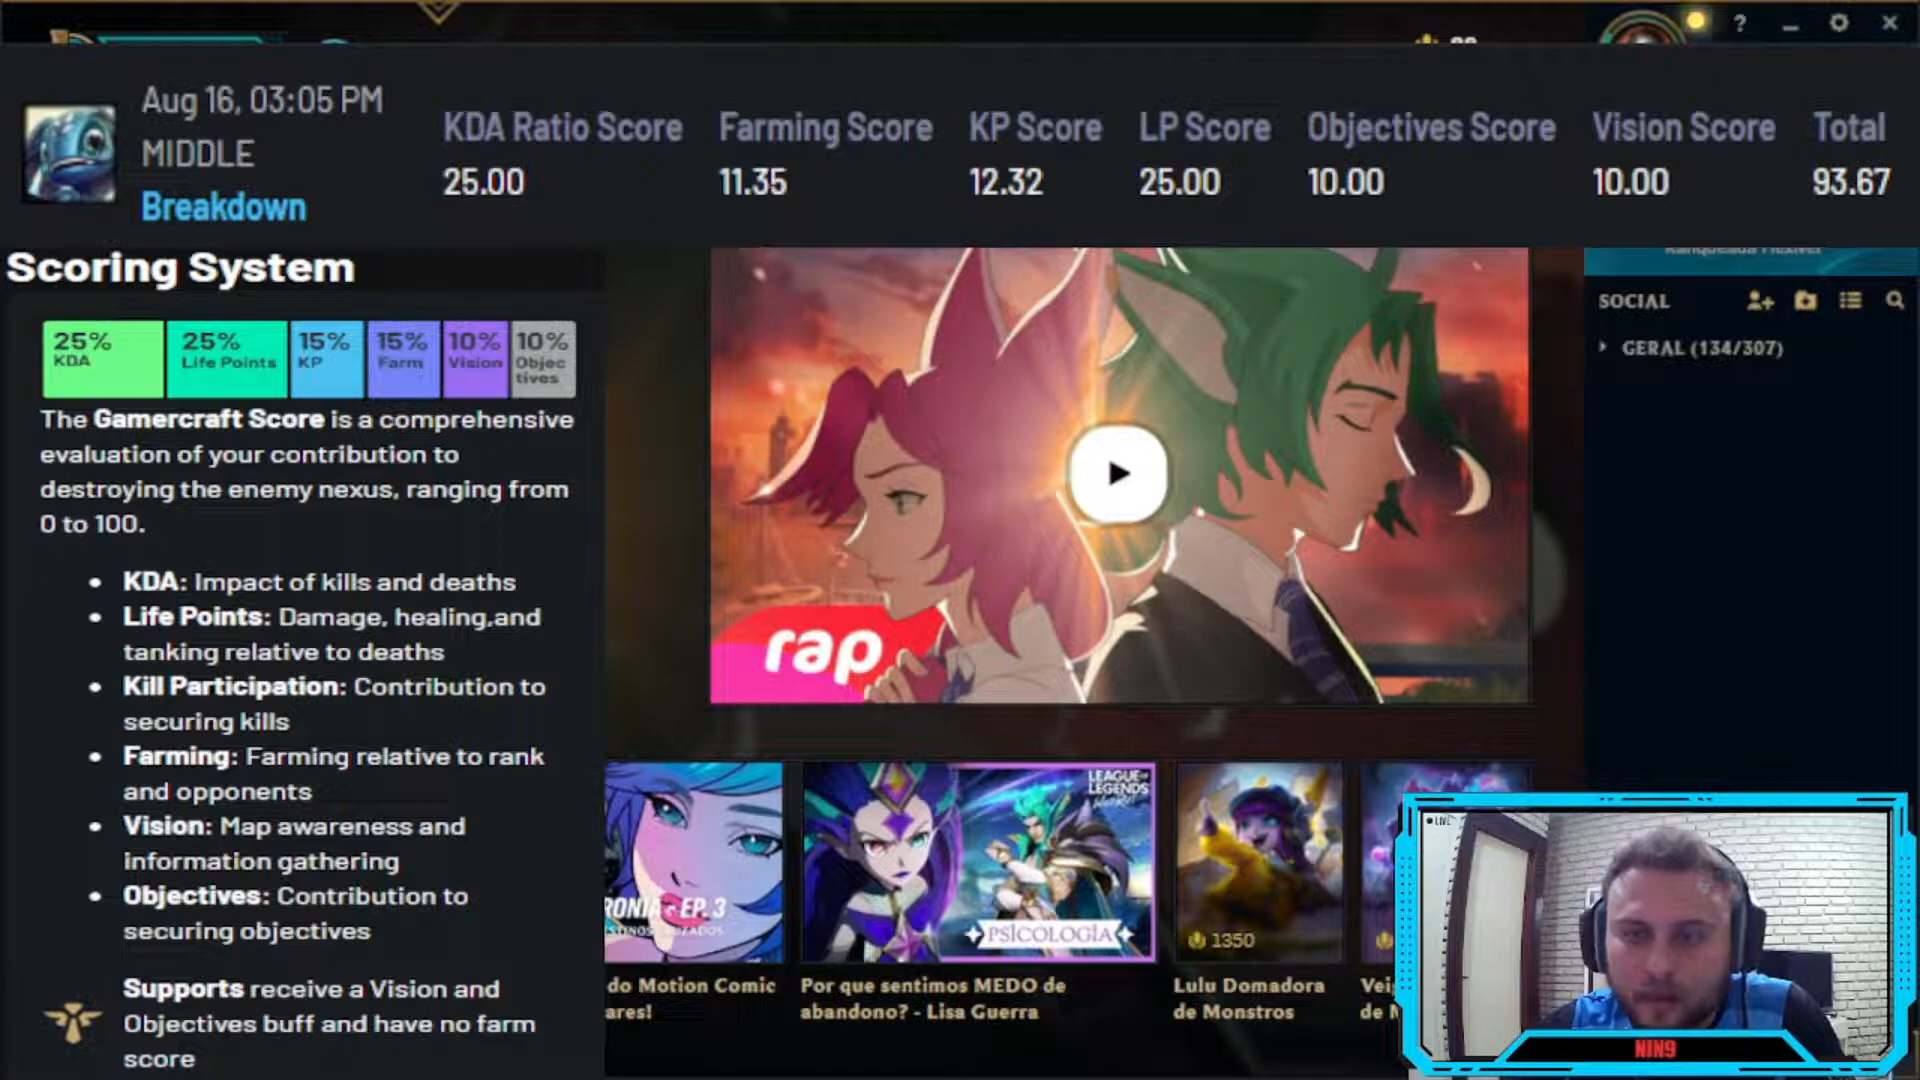 ?
Aug 16, 03:05 PM
MIDDLE
Breakdown
KDA Ratio Score
25.00
Farming Score
11.35
KP Score
12.32
LP Score
25.00
Objectives Score
10.00
Vision Score
10.00
Total
93.67
Scoring System
25%
KDA
25%
Life Points
15%
KP
15%
Farm
10%
Vision
10%
Objec
tives
The Gamercraft Score is a comprehensive
evaluation of your contribution to
destroying the enemy nexus, ranging from
0 to 100.
• KDA: Impact of kills and deaths
• Life Points: Damage, healing,and
tanking relative to deaths
• Kill Participation: Contribution to
securing kills
• Farming: Farming relative to rank
and opponents
• Vision: Map awareness and
information gathering
• Objectives: Contribution to
securing objectives
Supports receive a Vision and
Objectives buff and have no farm
score
rap
SOCIAL
GERAL (134/307)
RONIA - EP. 3
LEAGUE OF
LEGENDS
PSICOLOGIA
1350
do Motion Comic
ares!
Por que sentimos MEDO de
abandono? - Lisa Guerra
Lulu Domadora
de Monstros
LIVE
NIN9